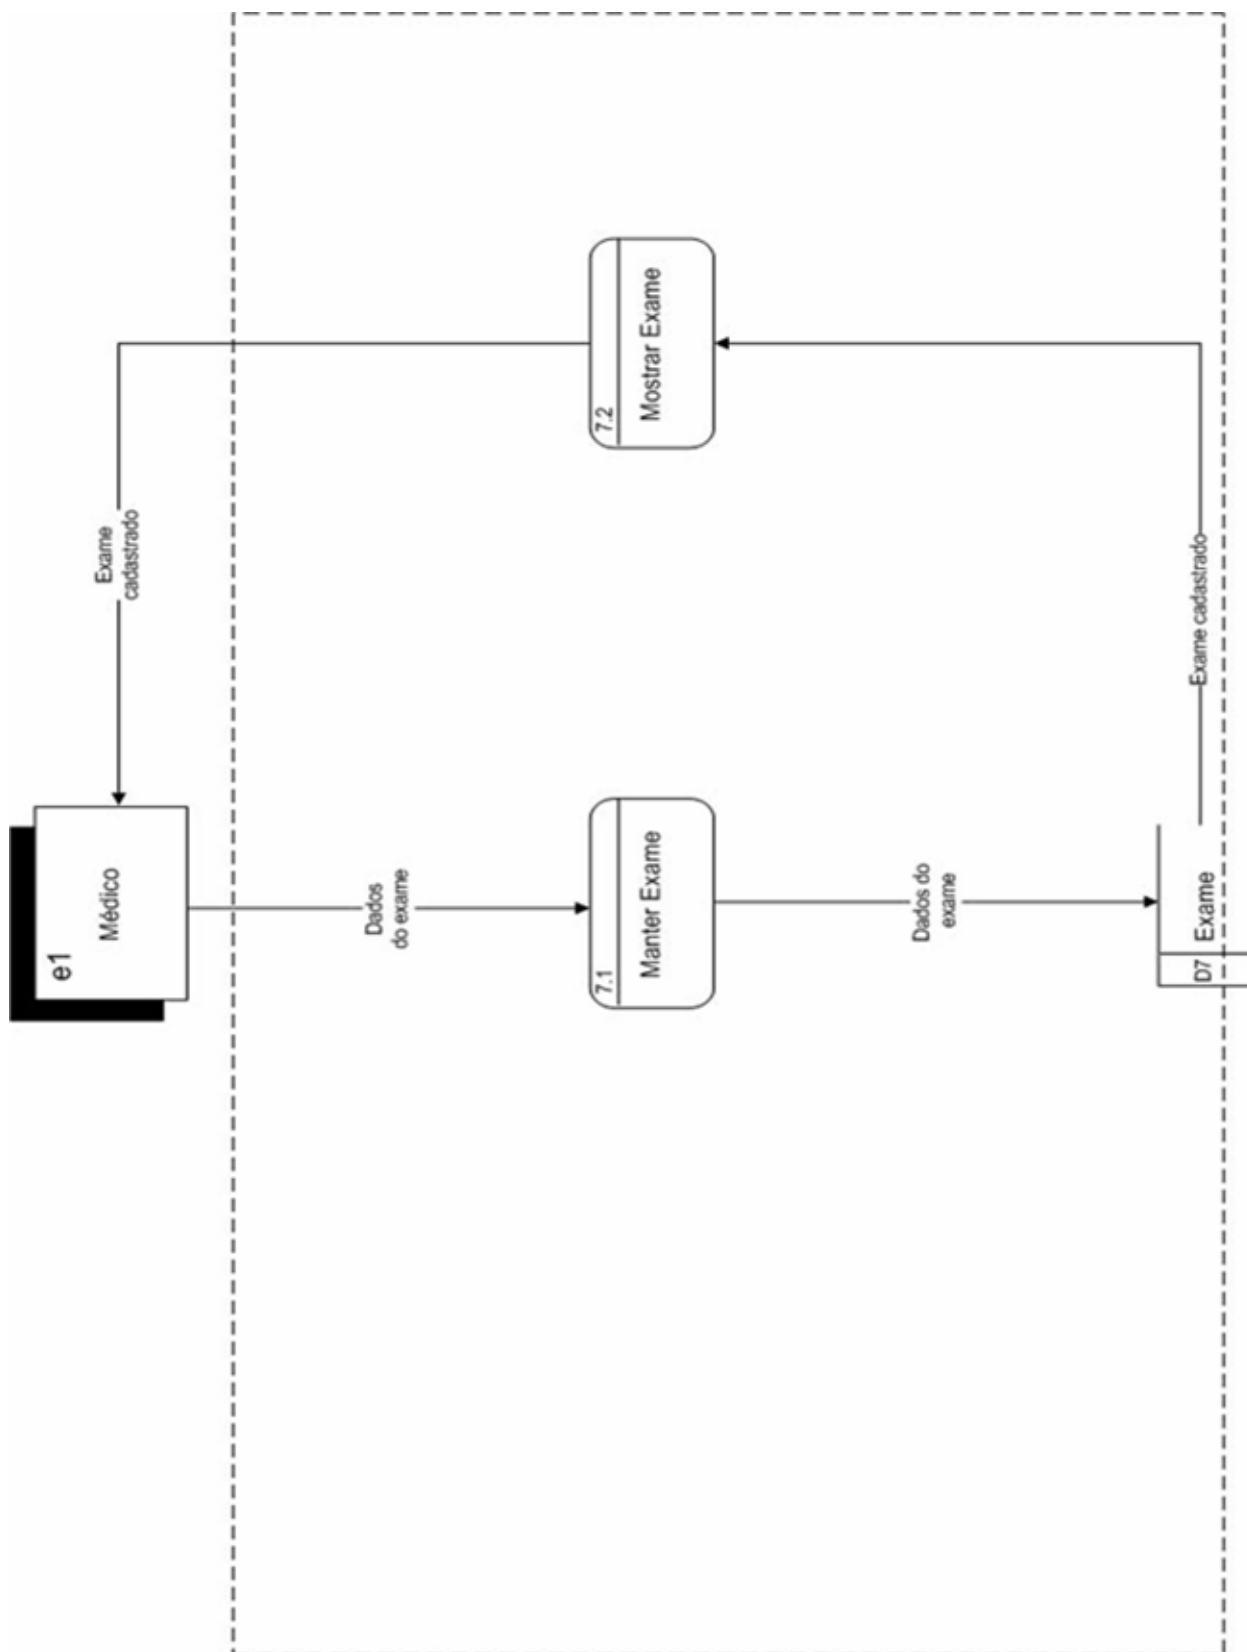 e1
Médico
Dados
do exame
7.1
Manter Exame
Dados do
exame
D7
Exame
Exame
cadastrado
7.2
Mostrar Exame
Exame cadastrado